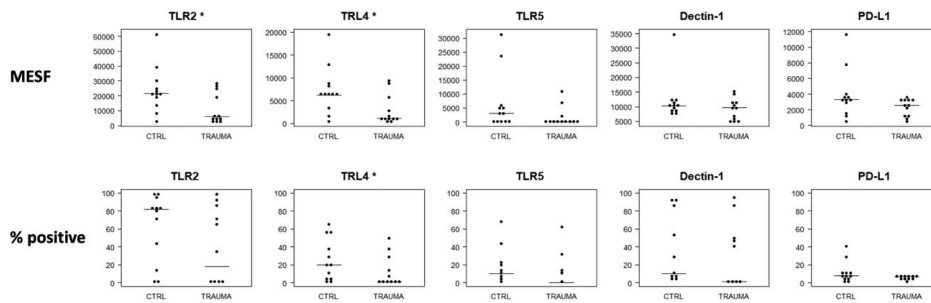 TLR2 * TRL4 * TLR5 Dectin-1 PD-L1
MESF
60000 20000 30000 35000 12000
50000 15000 25000 30000 10000
40000 10000 20000 25000 8000
30000 5000 15000 20000 6000
20000 0 10000 15000 4000
10000 5000 10000 2000
0 0 5000 0
CTRL TRAUMA CTRL TRAUMA CTRL TRAUMA CTRL TRAUMA CTRL TRAUMA
TLR2 TRL4 * TLR5 Dectin-1 PD-L1
% positive
100 100 100 100 100
80 80 80 80 80
60 60 60 60 60
40 40 40 40 40
20 20 20 20 20
0 0 0 0 0
CTRL TRAUMA CTRL TRAUMA CTRL TRAUMA CTRL TRAUMA CTRL TRAUMA